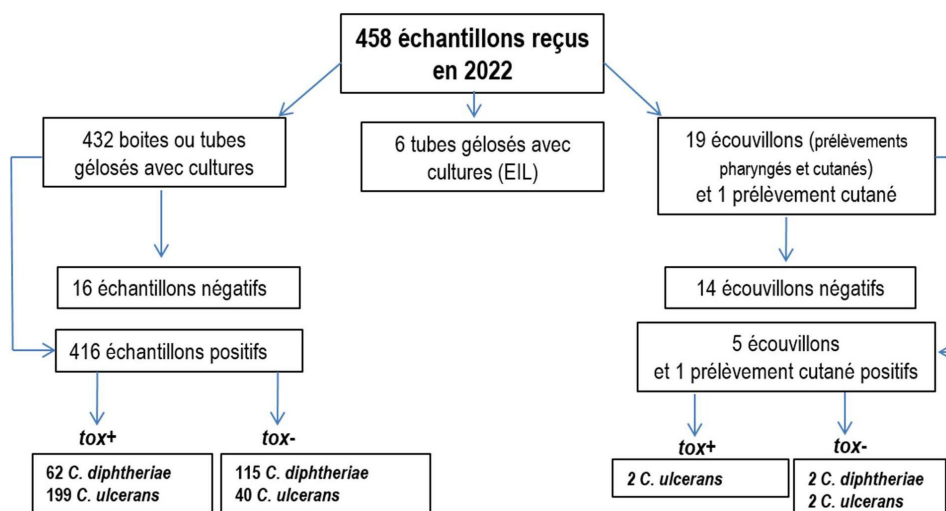 458 échantillons reçus
en 2022
432 boites ou tubes
gélosés avec cultures
6 tubes gélosés avec
cultures (EIL)
19 écouvillons (prélèvements
pharyngés et cutanés)
et 1 prélèvement cutané
16 échantillons négatifs
14 écouvillons négatifs
416 échantillons positifs
5 écouvillons
et 1 prélèvement cutané positifs
tox+
tox-
tox+
tox-
62 C. diphtheriae
199 C. ulcerans
115 C. diphtheriae
40 C. ulcerans
2 C. ulcerans
2 C. diphtheriae
2 C. ulcerans